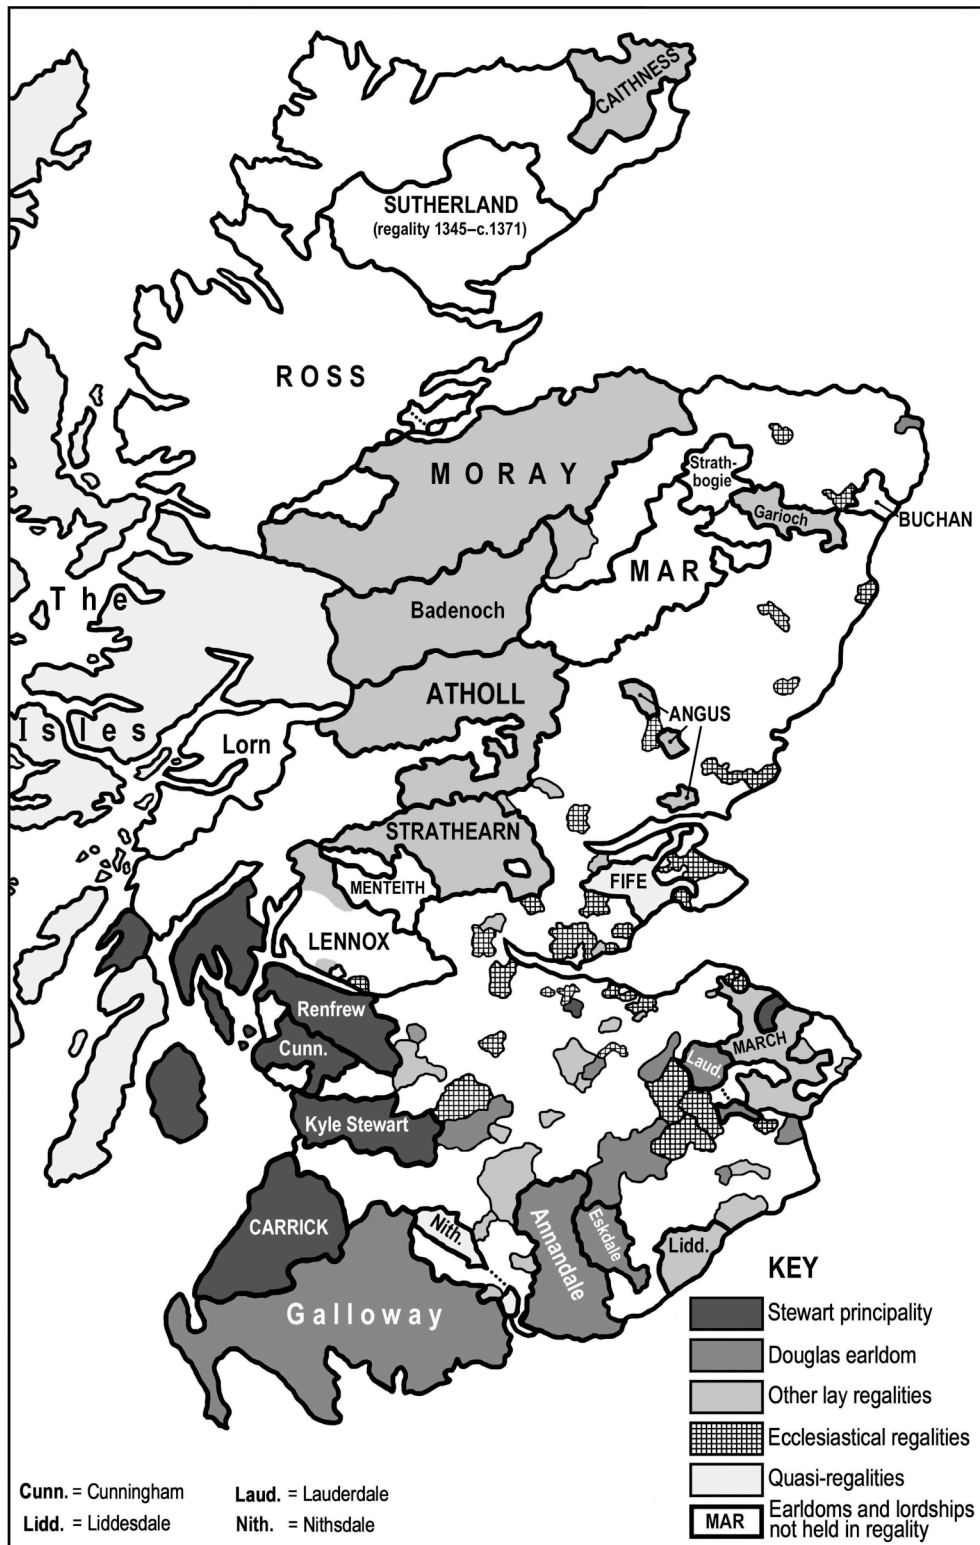 CAITHNESS
SUTHERLAND
(regality 1345–c.1371)
ROSS
MORAY
Strath-
bogie
Garioch
BUCHAN
MAR
The
Badenoch
ATHOLL
ANGUS
Isles
Lorn
STRATHEARN
MENTEITH
FIFE
LENNOX
Renfrew
Cunn.
MARCH
Laud.
Kyle Stewart
CARRICK
Nith.
Annandale
Eskdale
Lidd.
Galloway
KEY
Stewart principality
Douglas earldom
Other lay regalities
Ecclesiastical regalities
Quasi-regalities
MAR Earldoms and lordships
not held in regality
Cunn. = Cunningham
Laud. = Lauderdale
Lidd. = Liddesdale
Nith. = Nithsdale